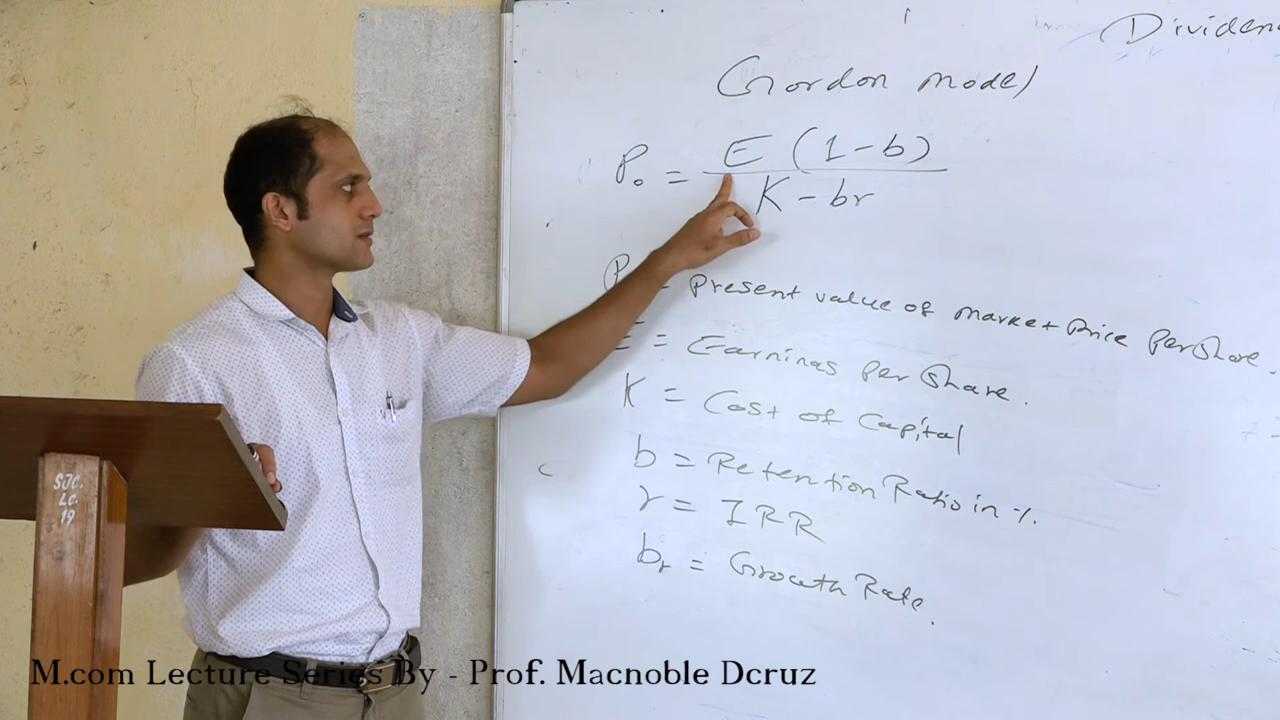 Dividen
Gordon model
P₀ = E (1-b)
K - br
P = Present value of market Price Per Share.
E = Earnings Per Share.
K = Cost of Capital
b = Retention Ratio in %.
r = IRR
br = Growth Rate.
SJC.
LC.
19
M.com Lecture Series By - Prof. Macnoble Dcruz